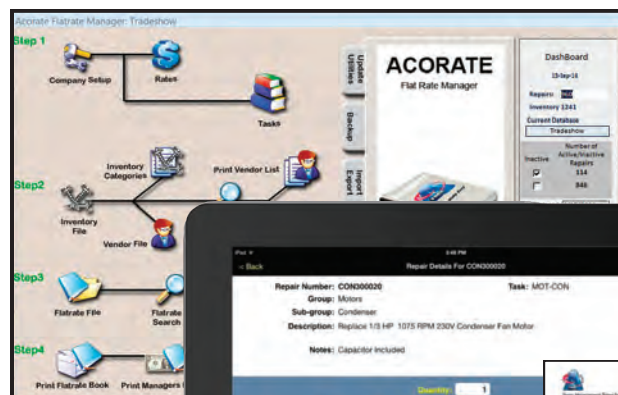 Acorate Flatrate Manager: Tradeshow
Step 1
Company Setup
Rates
Tasks
Step2
Inventory Categories
Print Vendor List
Inventory File
Vendor File
Step3
Flatrate File
Flatrate Search
Step4
Print Flatrate Book
Print Managers
Update Utilities
Backup
Import Export
ACORATE
Flat Rate Manager
DashBoard
13-Sep-16
Repairs
Inventory 1241
Current Database
Tradeshow
Number of
Inactive
Active/Inactive
Repairs
114
846
iPad
3:46 PM
< Back
Repair Details For CON300020
Repair Number: CON300020
Task: MOT-CON
Group: Motors
Sub-group: Condenser
Description: Replace 1/3 HP 1075 RPM 230V Condenser Fan Motor
Notes: Capacitor Included
Quantity: 1